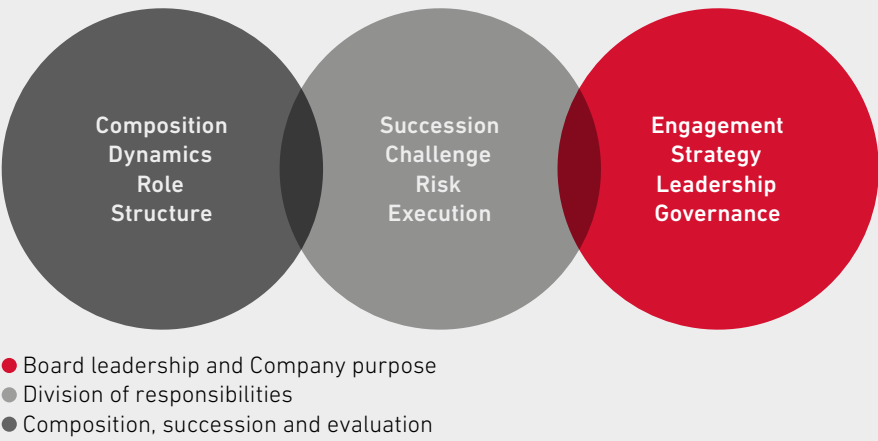 Composition
Dynamics
Role
Structure
Succession
Challenge
Risk
Execution
Engagement
Strategy
Leadership
Governance
Board leadership and Company purpose
Division of responsibilities
Composition, succession and evaluation